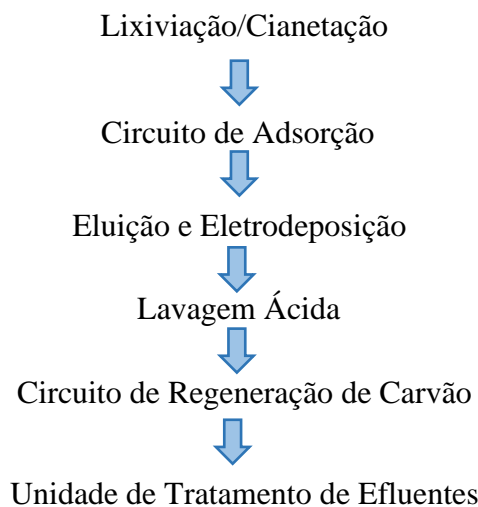 Lixiviação/Cianetação
Circuito de Adsorção
Eluição e Eletrodeposição
Lavagem Ácida
Circuito de Regeneração de Carvão
Unidade de Tratamento de Efluentes